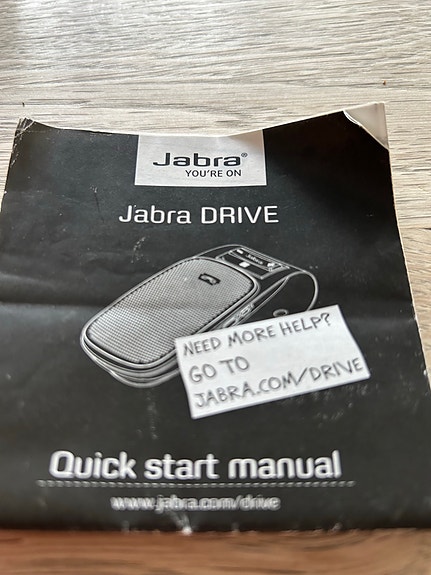 Jabra®
YOU'RE ON
Jabra DRIVE
Jabra
NEED MORE HELP?
GO TO
JABRA.COM/DRIVE
Quick start manual
www.jabra.com/drive